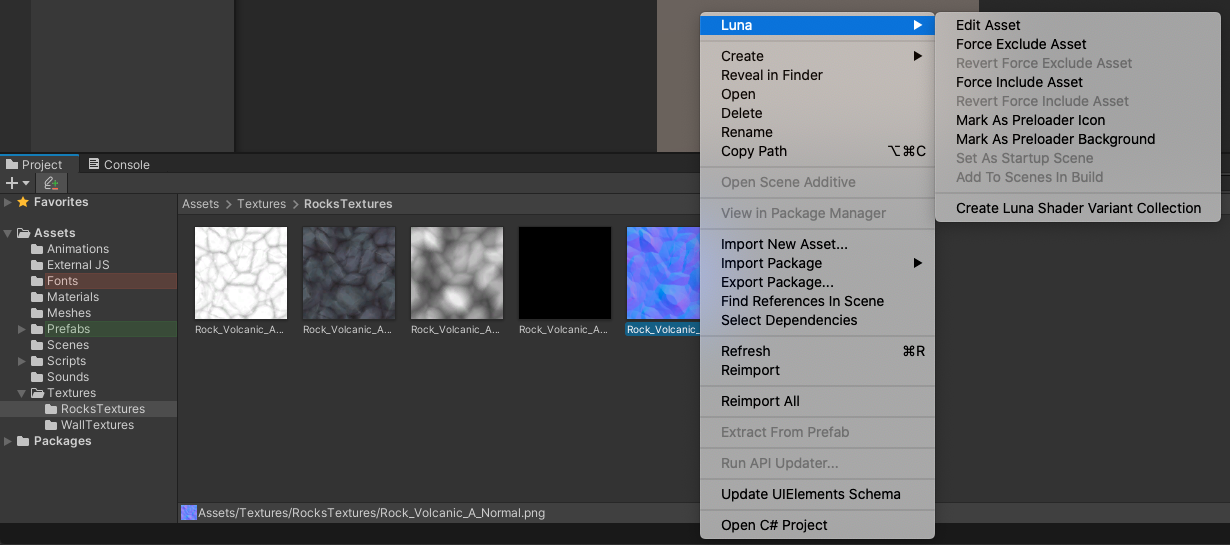 Luna
Create
Reveal in Finder
Open
Delete
Rename
Copy Path ⌥⌘C
Open Scene Additive
View in Package Manager
Import New Asset...
Import Package
Export Package...
Find References In Scene
Select Dependencies
Refresh ⌘R
Reimport
Reimport All
Extract From Prefab
Run API Updater...
Update UIElements Schema
Open C# Project
Edit Asset
Force Exclude Asset
Revert Force Exclude Asset
Force Include Asset
Revert Force Include Asset
Mark As Preloader Icon
Mark As Preloader Background
Set As Startup Scene
Add To Scenes In Build
Create Luna Shader Variant Collection
Project Console
Favorites
Assets
Animations
External JS
Fonts
Materials
Meshes
Prefabs
Scenes
Scripts
Sounds
Textures
RocksTextures
WallTextures
Packages
Assets > Textures > RocksTextures
Rock_Volcanic_A... Rock_Volcanic_A... Rock_Volcanic_A... Rock_Volcanic_A... Rock_Volcanic_
Assets/Textures/RocksTextures/Rock_Volcanic_A_Normal.png